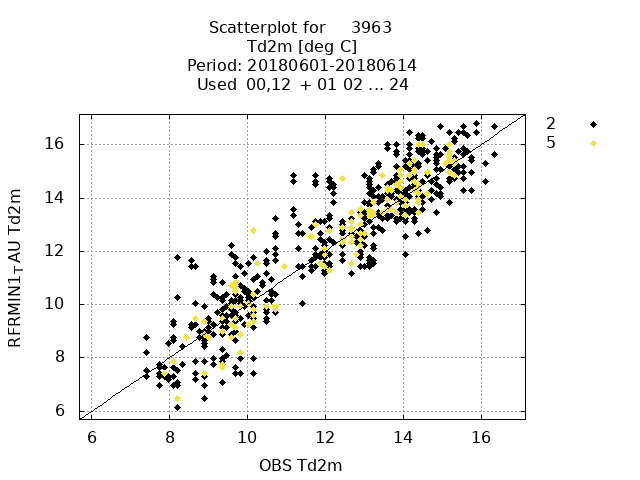 Scatterplot for 3963
Td2m [deg C]
Period: 20180601-20180614
Used 00,12 + 01 02 ... 24
2
5
16
14
12
10
8
6
RFRMIN1T AU Td2m
6 8 10 12 14 16
OBS Td2m